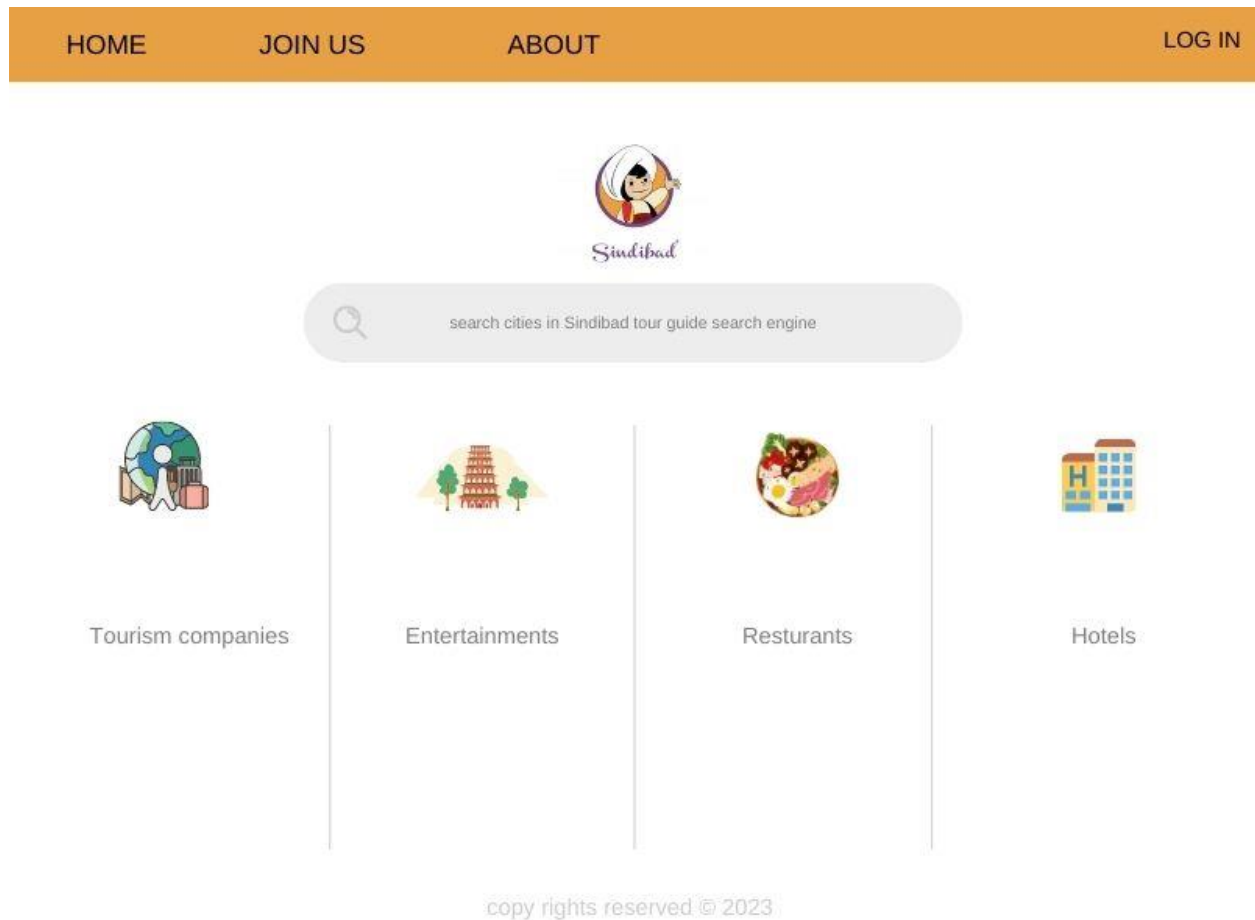 HOME JOIN US ABOUT LOG IN
Sindibad
search cities in Sindibad tour guide search engine
H
Tourism companies Entertainments Resturants Hotels
copy rights reserved © 2023